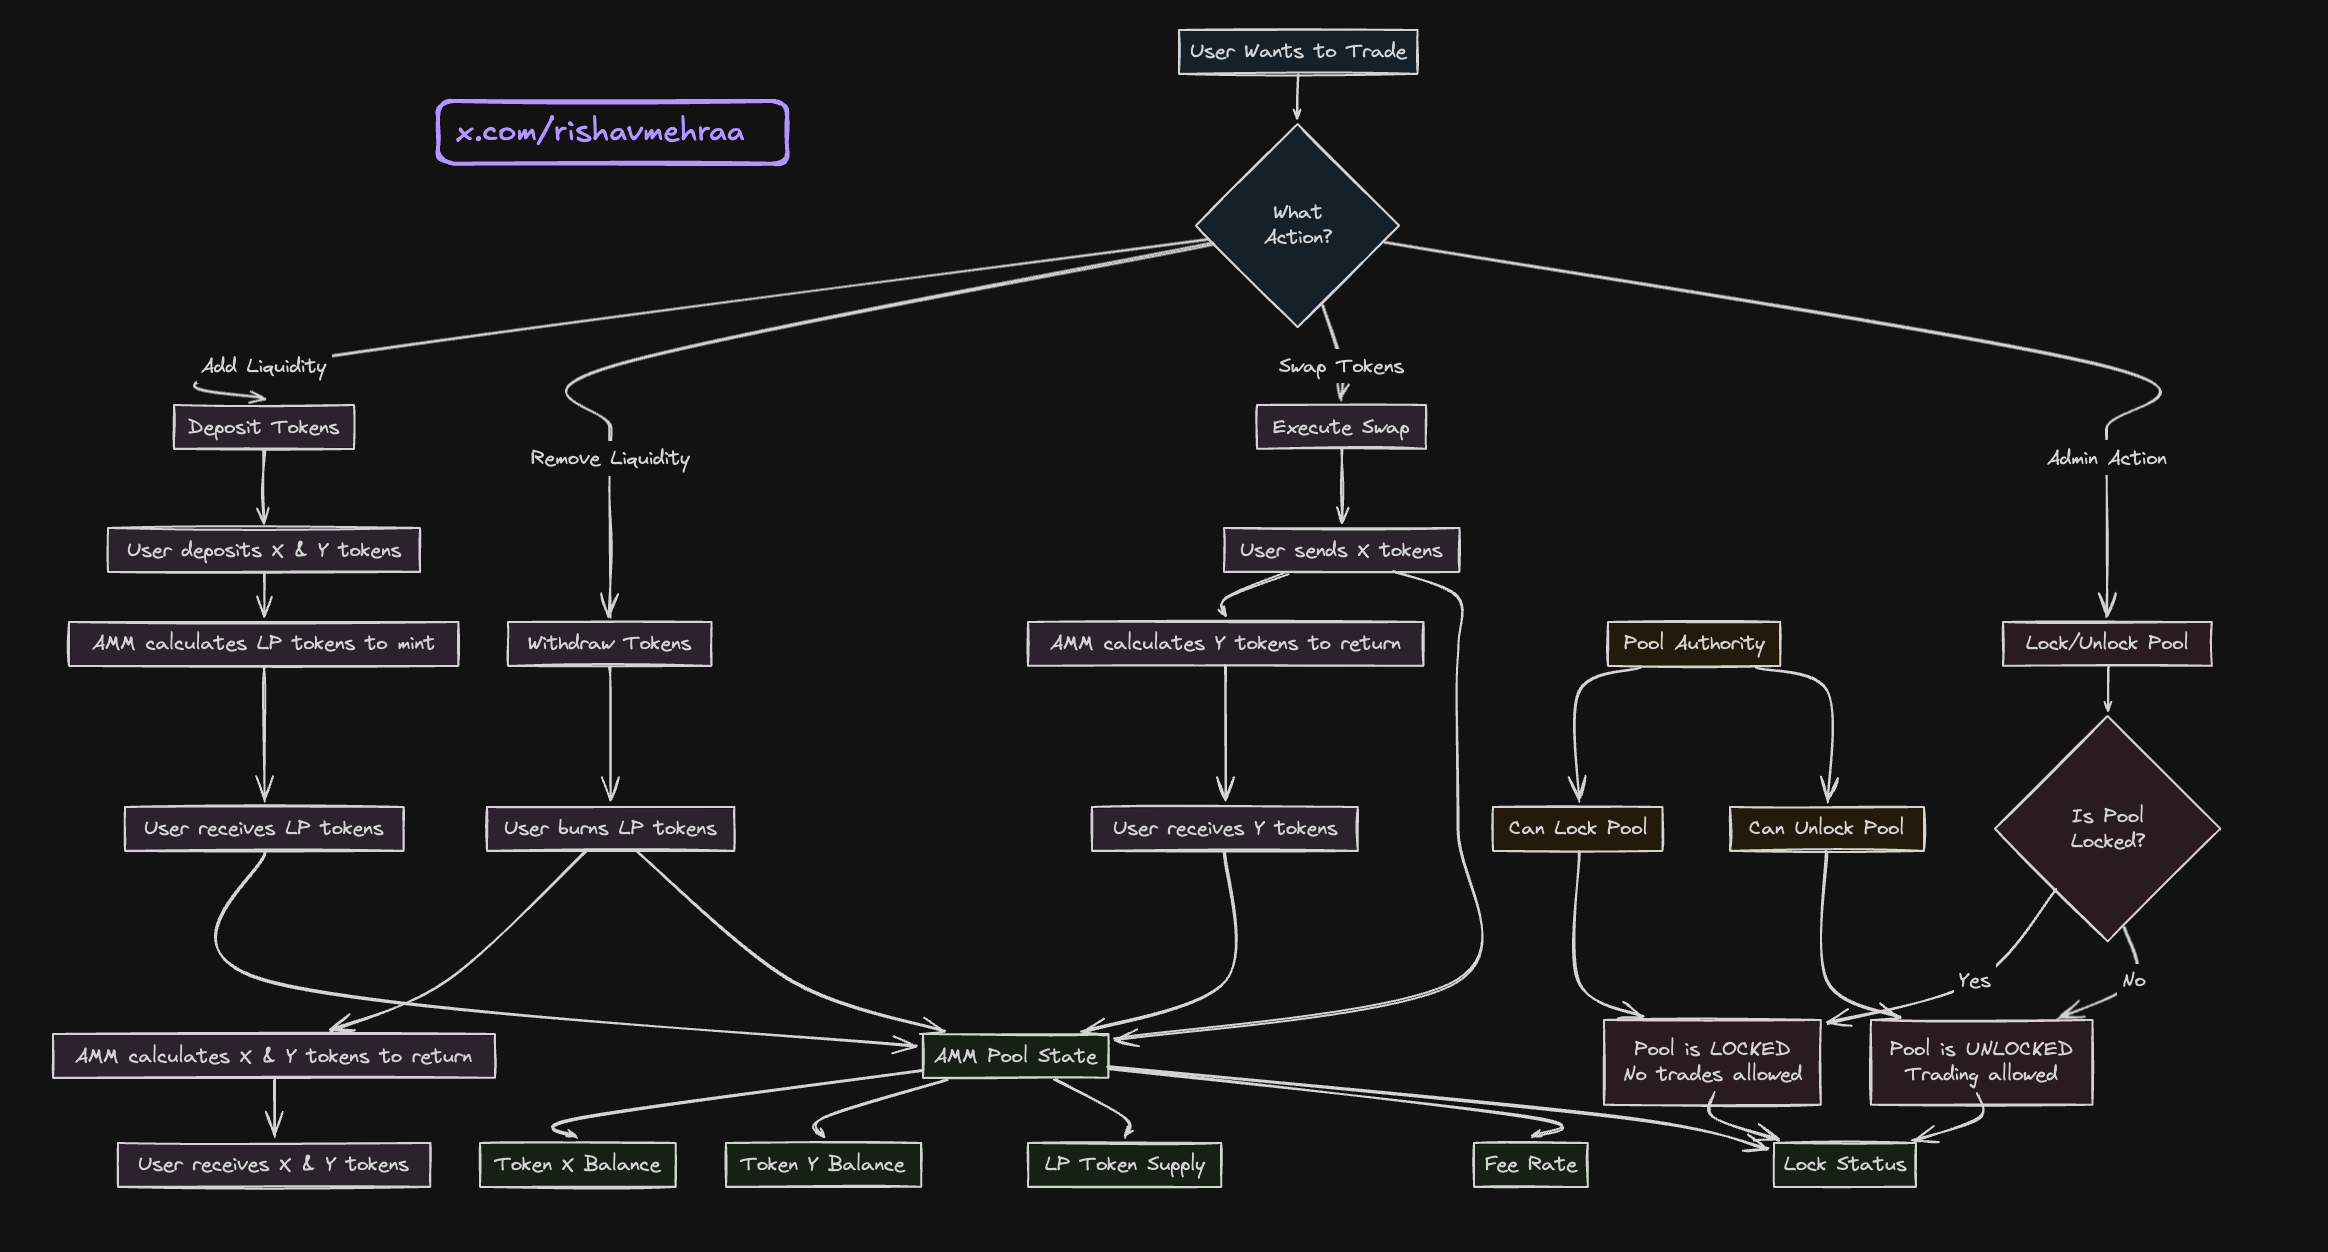 User Wants to Trade
x.com/rishavmehraa
What
Action?
Add Liquidity
Swap Tokens
Deposit Tokens
Execute Swap
Remove Liquidity
Admin Action
User deposits X & Y tokens
User sends X tokens
AMM calculates LP tokens to mint
Withdraw Tokens
AMM calculates Y tokens to return
Pool Authority
Lock/Unlock Pool
User receives LP tokens
User burns LP tokens
User receives Y tokens
Can Lock Pool
Can Unlock Pool
Is Pool
Locked?
Yes
No
AMM calculates X & Y tokens to return
AMM Pool State
Pool is LOCKED
No trades allowed
Pool is UNLOCKED
Trading allowed
User receives X & Y tokens
Token X Balance
Token Y Balance
LP Token Supply
Fee Rate
Lock Status